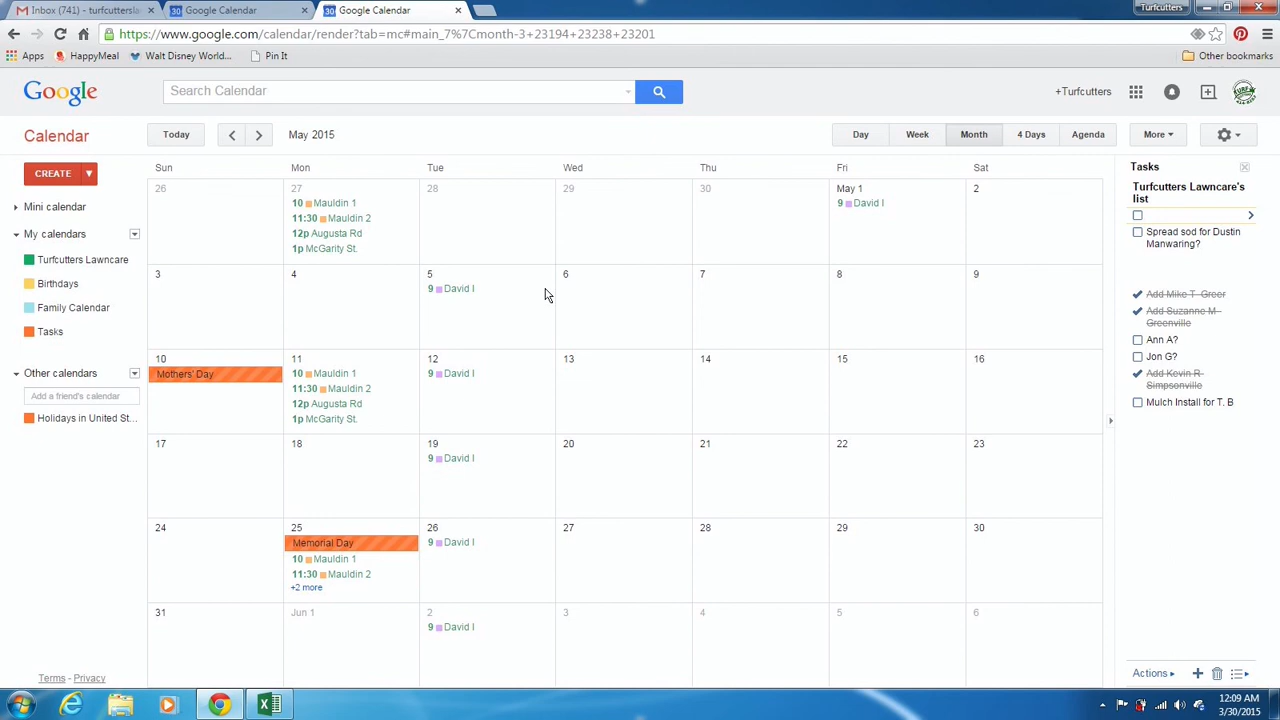 Inbox (741) - turfcuttersla
Google Calendar
Google Calendar
Turfcutters
https://www.google.com/calendar/render?tab=mc#main_7%7Cmonth-3+23194+23238+23201
Apps HappyMeal Walt Disney World... Pin It Other bookmarks
Google Search Calendar +Turfcutters
Calendar Today May 2015 Day Week Month 4 Days Agenda More
CREATE
Mini calendar
My calendars
Turfcutters Lawncare
Birthdays
Family Calendar
Tasks
Other calendars
Add a friend's calendar
Holidays in United St...
Terms - Privacy
Sun Mon Tue Wed Thu Fri Sat
26 27 28 29 30 May 1 2
10 Mauldin 1 9 David I
11:30 Mauldin 2
12p Augusta Rd
1p McGarity St.
3 4 5 6 7 8 9
9 David I
10 11 12 13 14 15 16
Mothers' Day 10 Mauldin 1 9 David I
11:30 Mauldin 2
12p Augusta Rd
1p McGarity St.
17 18 19 20 21 22 23
9 David I
24 25 26 27 28 29 30
Memorial Day 9 David I
10 Mauldin 1
11:30 Mauldin 2
+2 more
31 Jun 1 2 3 4 5 6
9 David I
Tasks
Turfcutters Lawncare's
list
Spread sod for Dustin
Manwaring?
Add Mike T- Greer
Add Suzanne M-
Greenville
Ann A?
Jon G?
Add Kevin R-
Simpsonville
Mulch Install for T. B
Actions
12:09 AM
3/30/2015